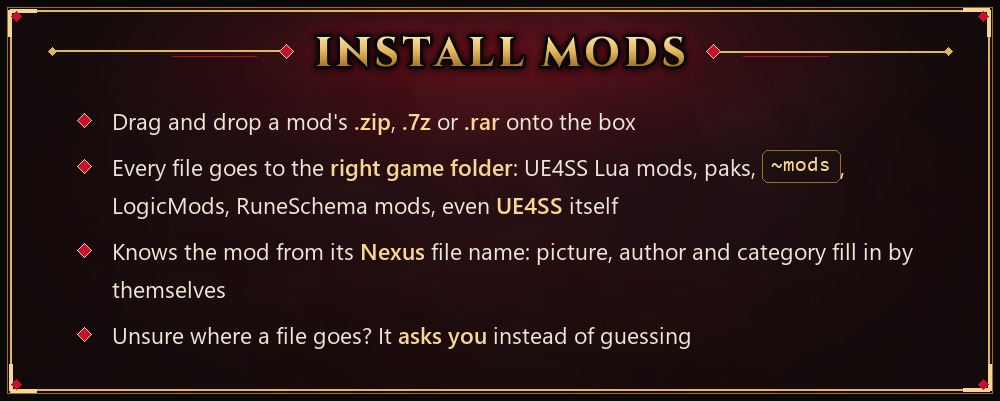 INSTALL MODS
Drag and drop a mod's .zip, .7z or .rar onto the box
Every file goes to the right game folder: UE4SS Lua mods, paks, ~mods,
LogicMods, RuneSchema mods, even UE4SS itself
Knows the mod from its Nexus file name: picture, author and category fill in by
themselves
Unsure where a file goes? It asks you instead of guessing